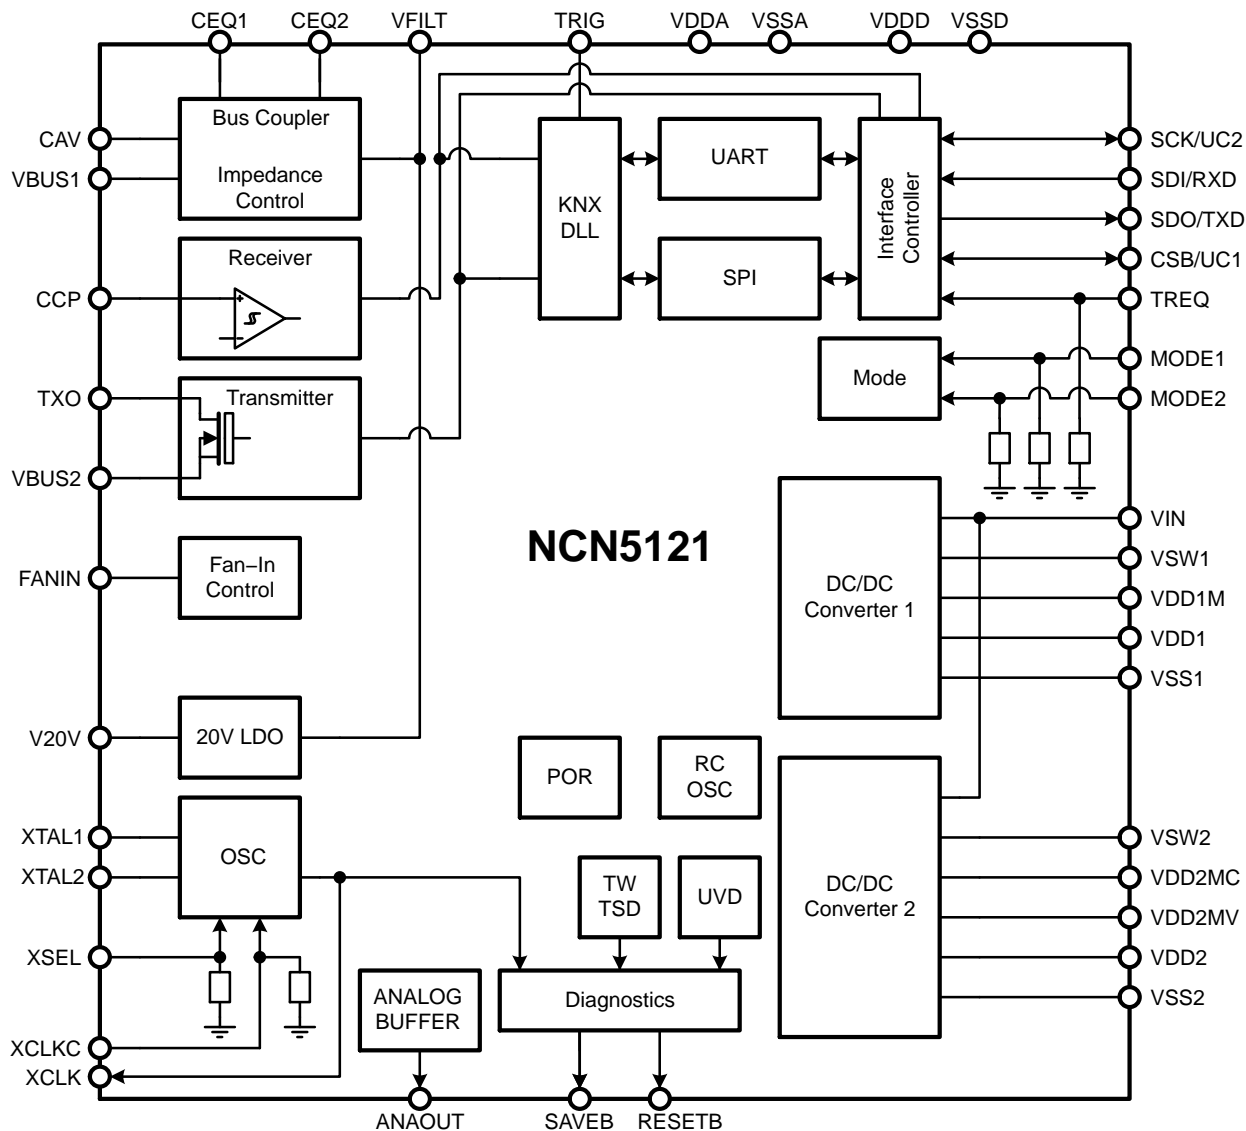 CEQ1 CEQ2 VFILT TRIG VDDA VSSA VDDD VSSD
CAV
VBUS1
CCP
TXO
VBUS2
FANIN
V20V
XTAL1
XTAL2
XSEL
XCLKC
XCLK
Bus Coupler
Impedance
Control
Receiver
Transmitter
Fan–In
Control
20V LDO
OSC
KNX
DLL
UART
SPI
Interface
Controller
Mode
NCN5121
DC/DC
Converter 1
DC/DC
Converter 2
POR
RC
OSC
TW
TSD
UVD
ANALOG
BUFFER
Diagnostics
SCK/UC2
SDI/RXD
SDO/TXD
CSB/UC1
TREQ
MODE1
MODE2
VIN
VSW1
VDD1M
VDD1
VSS1
VSW2
VDD2MC
VDD2MV
VDD2
VSS2
ANAOUT SAVEB RESETB